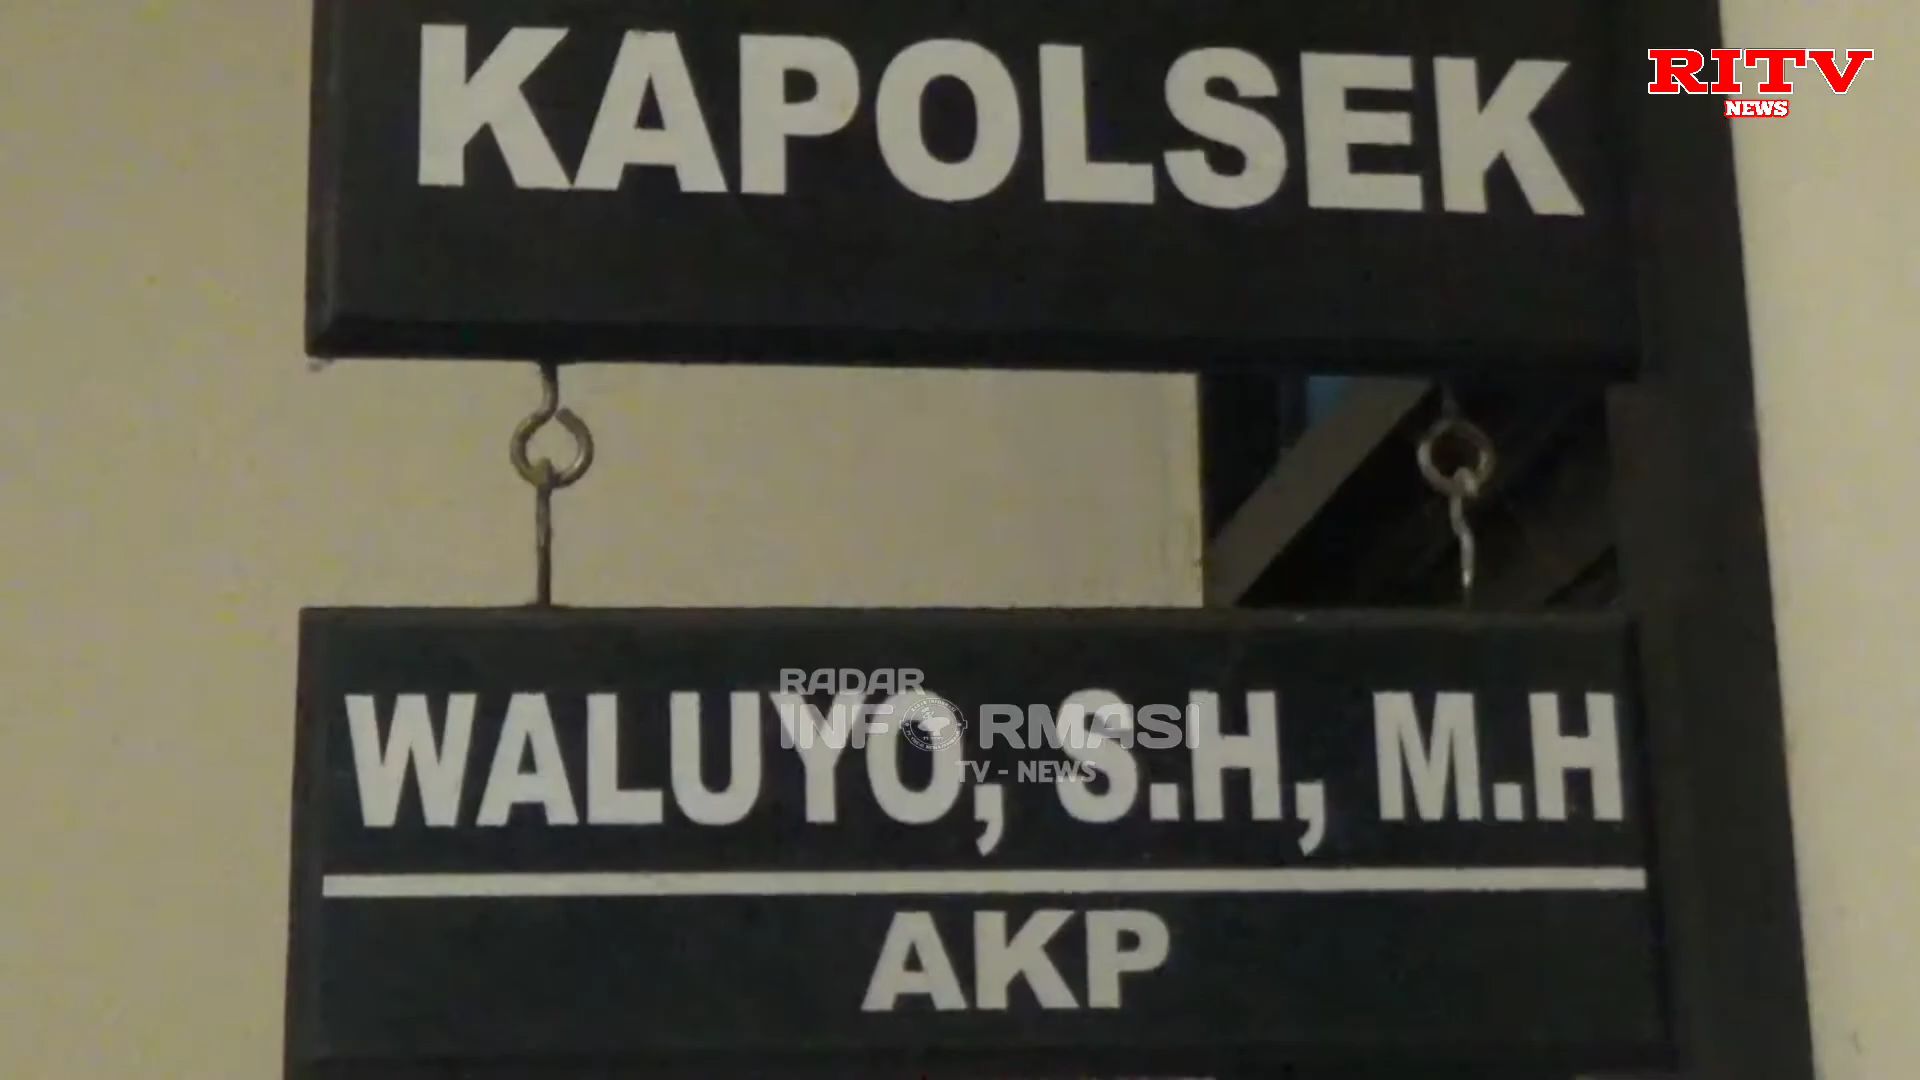 KAPOLSEK
RITV
NEWS
WALUYO, S.H, M.H
RADAR
INFORMASI
TV - NEWS
AKP